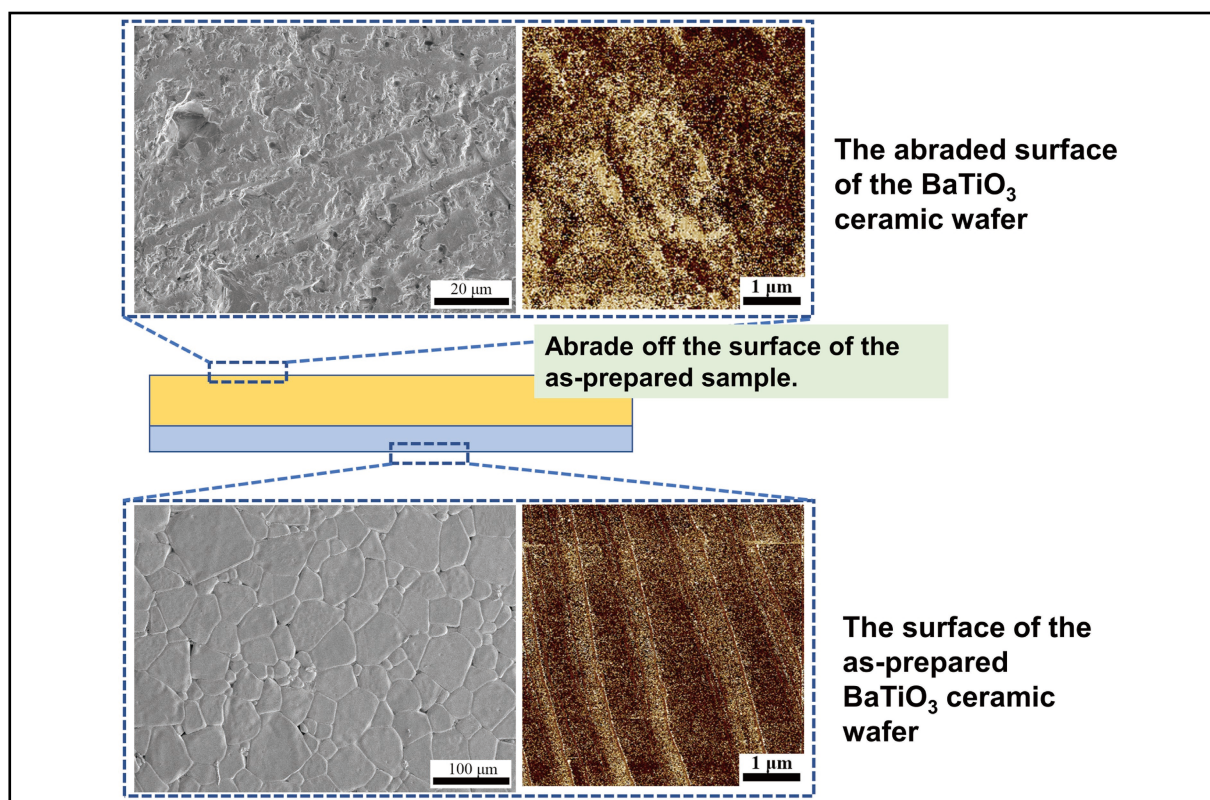 20 μm
1 μm
The abraded surface
of the BaTiO₃
ceramic wafer
Abrade off the surface of the
as-prepared sample.
100 μm
1 μm
The surface of the
as-prepared
BaTiO₃ ceramic
wafer